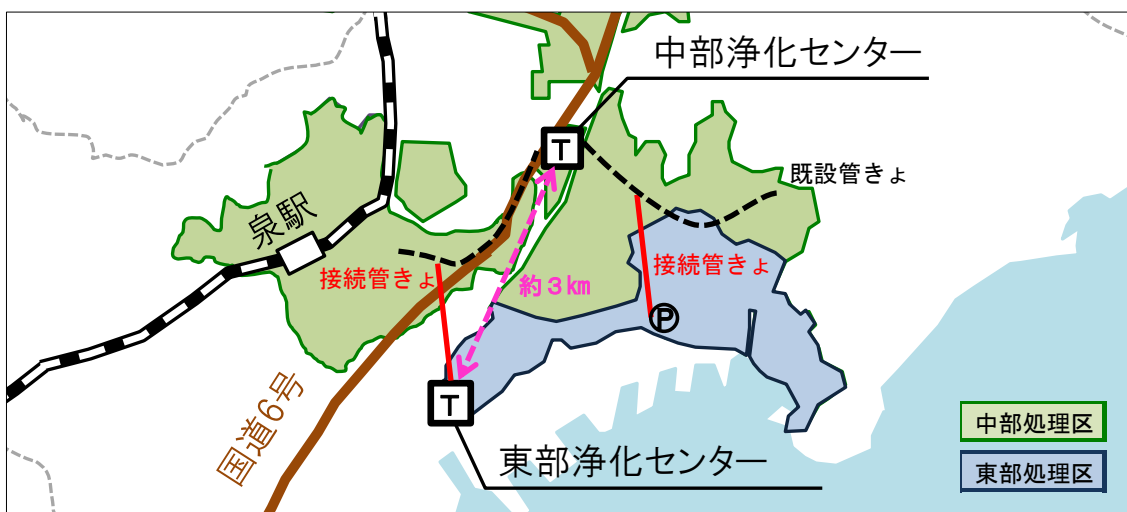 中部浄化センター
T
既設管きょ
泉駅
接続管きょ
接続管きょ
約3km
P
T
国道6号
東部浄化センター
中部処理区
東部処理区